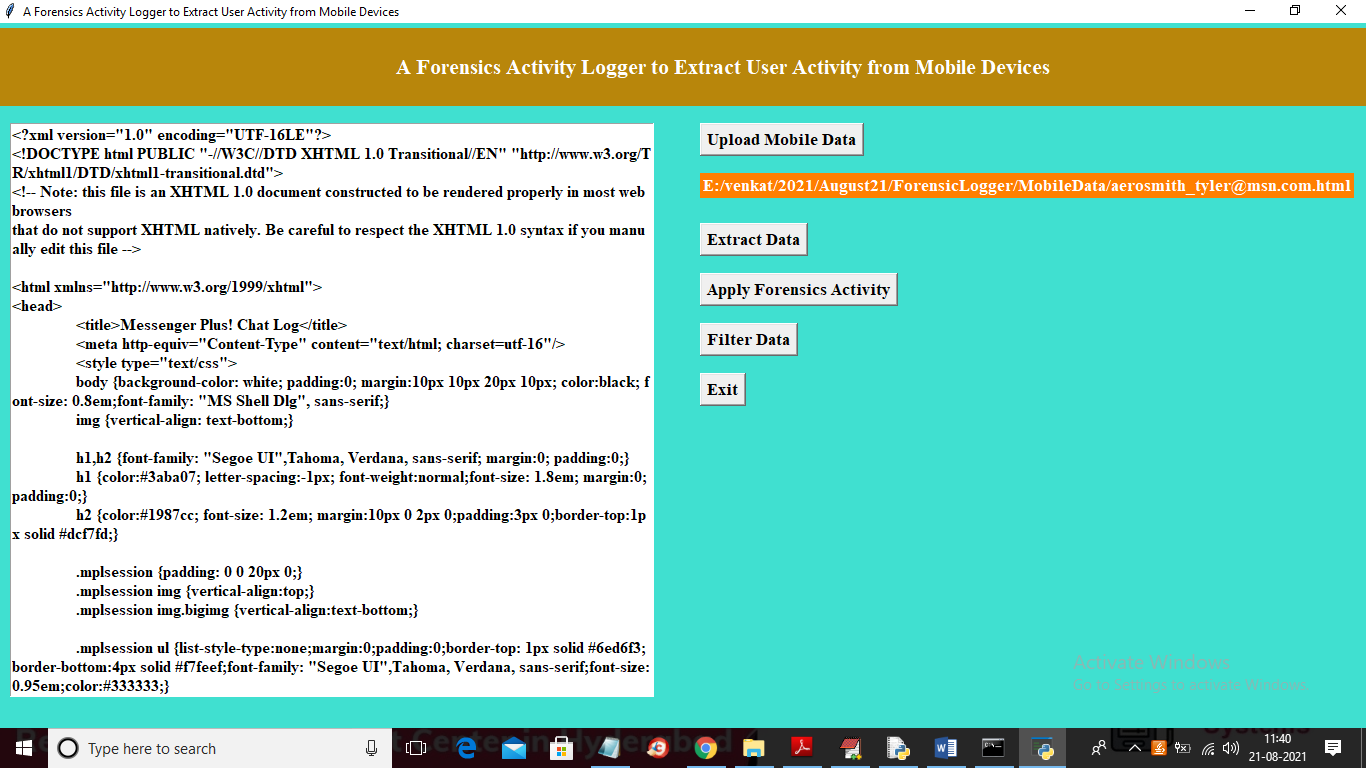 A Forensics Activity Logger to Extract User Activity from Mobile Devices
A Forensics Activity Logger to Extract User Activity from Mobile Devices
<?xml version="1.0" encoding="UTF-16LE"?>
<!DOCTYPE html PUBLIC "-//W3C//DTD XHTML 1.0 Transitional//EN" "http://www.w3.org/T
R/xhtml1/DTD/xhtml1-transitional.dtd">
<!-- Note: this file is an XHTML 1.0 document constructed to be rendered properly in most web
browsers
that do not support XHTML natively. Be careful to respect the XHTML 1.0 syntax if you manu
ally edit this file -->
<html xmlns="http://www.w3.org/1999/xhtml">
<head>
<title>Messenger Plus! Chat Log</title>
<meta http-equiv="Content-Type" content="text/html; charset=utf-16"/>
<style type="text/css">
body {background-color: white; padding:0; margin:10px 10px 20px 10px; color:black; f
ont-size: 0.8em;font-family: "MS Shell Dlg", sans-serif;}
img {vertical-align: text-bottom;}
h1,h2 {font-family: "Segoe UI",Tahoma, Verdana, sans-serif; margin:0; padding:0;}
h1 {color:#3aba07; letter-spacing:-1px; font-weight:normal;font-size: 1.8em; margin:0;
padding:0;}
h2 {color:#1987cc; font-size: 1.2em; margin:10px 0 2px 0;padding:3px 0;border-top:1p
x solid #dcf7fd;}
.mplsession {padding: 0 0 20px 0;}
.mplsession img {vertical-align:top;}
.mplsession img.bigimg {vertical-align:text-bottom;}
.mplsession ul {list-style-type:none;margin:0;padding:0;border-top: 1px solid #6ed6f3;
border-bottom:4px solid #f7feef;font-family: "Segoe UI",Tahoma, Verdana, sans-serif;font-size:
0.95em;color:#333333;}
Upload Mobile Data
E:/venkat/2021/August21/ForensicLogger/MobileData/aerosmith_tyler@msn.com.html
Extract Data
Apply Forensics Activity
Filter Data
Exit
Activate Windows
Go to Settings to activate Windows.
Type here to search
11:40
21-08-2021